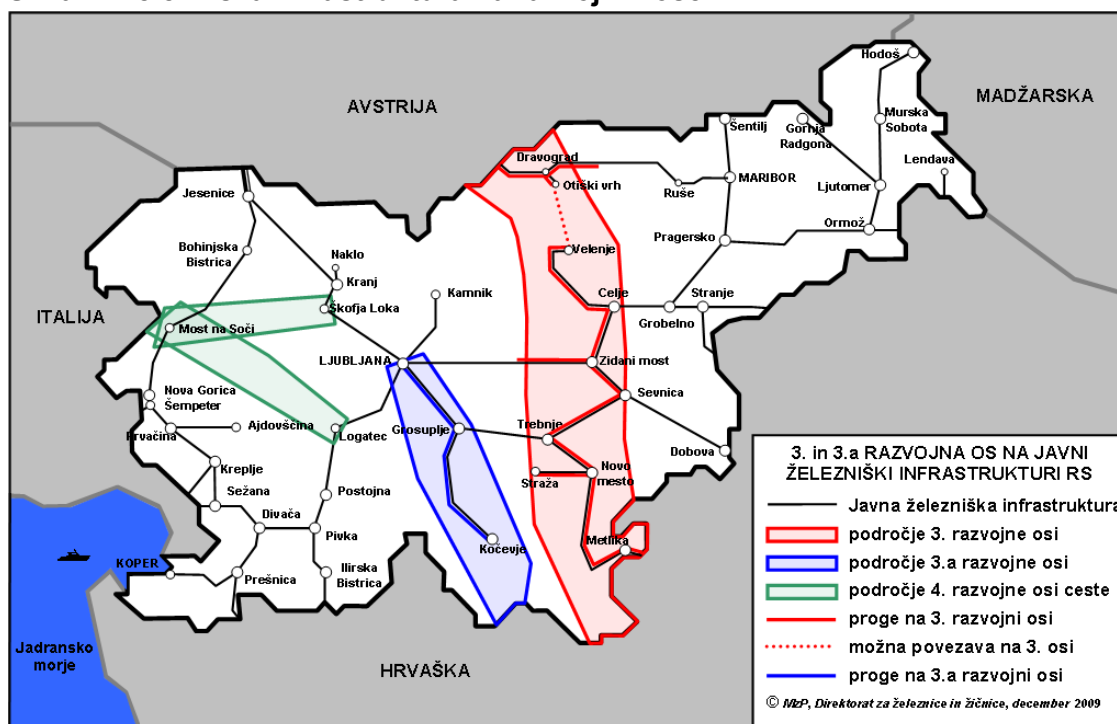 AVSTRIJA
MADŽARSKA
ITALIJA
HRVAŠKA
Jadransko
morje
Hodoš
Murska
Sobota
Šentilj
Gornja
Radgona
Lendava
Dravograd
Otiški vrh
Ruše
MARIBOR
Ljutomer
Jesenice
Ormož
Pragersko
Bohinjska
Bistrica
Velenje
Naklo
Kranj
Kamnik
Celje
Stranje
Škofja Loka
Grobelno
Most na Soči
LJUBLJANA
Zidani most
Nova Gorica
Šempeter
Sevnica
Prvačina
Ajdovščina
Logatec
Grosuplje
Trebnje
Dobova
Kreplje
Novo
mesto
Sežana
Straža
Postojna
Divača
Pivka
Kočevje
Metlika
KOPER
Prešnica
Ilirska
Bistrica
3. in 3.a RAZVOJNA OS NA JAVNI
ŽELEZNIŠKI INFRASTRUKTURI RS
Javna železniška infrastruktura
področje 3. razvojne osi
področje 3.a razvojne osi
področje 4. razvojne osi ceste
proge na 3. razvojni osi
možna povezava na 3. osi
proge na 3.a razvojni osi
© MzP, Direktorat za železnice in žičnice, december 2009